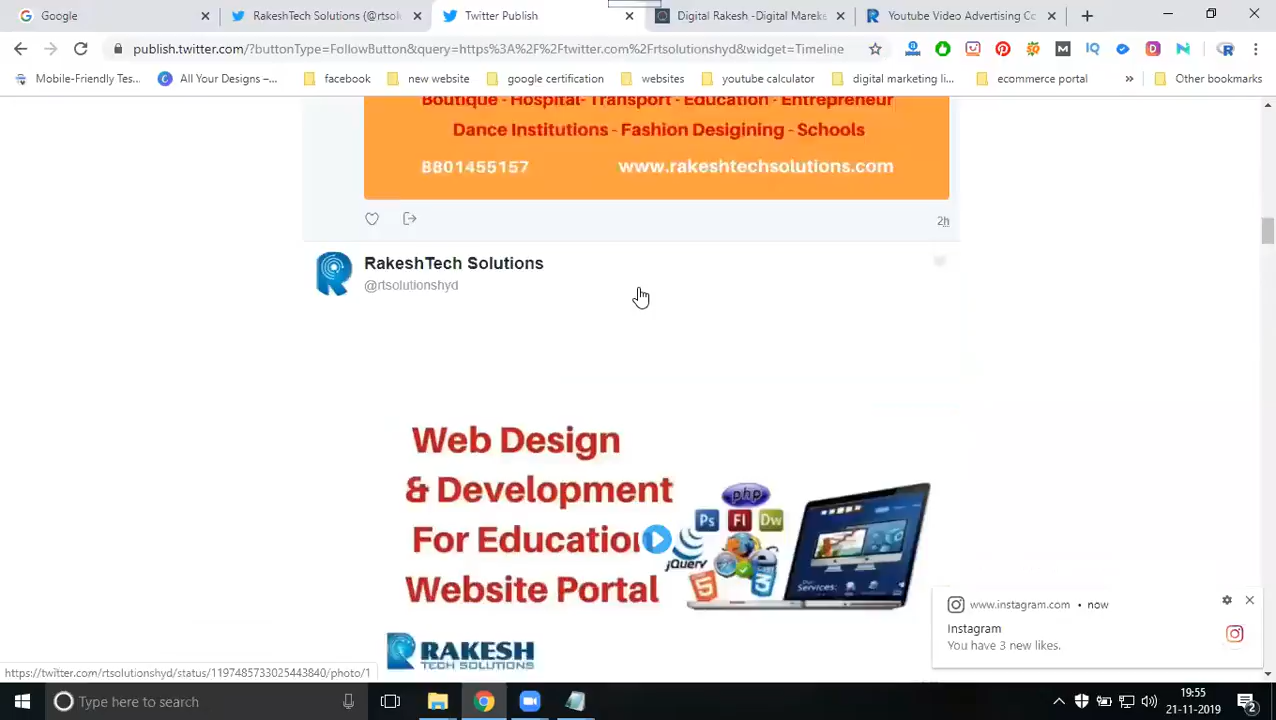 Google
RakeshTech Solutions (@rtso
Twitter Publish
Digital Rakesh -Digital Mareke
Youtube Video Advertising Co
publish.twitter.com/?buttonType=FollowButton&query=https%3A%2F%2Ftwitter.com%2Frtsolutionshyd&widget=Timeline
Mobile-Friendly Tes...
All Your Designs –...
facebook
new website
google certification
websites
youtube calculator
digital marketing li...
ecommerce portal
»
Other bookmarks
Boutique - Hospital- Transport - Education - Entrepreneur
Dance Institutions - Fashion Desigining - Schools
8801455157
www.rakeshtechsolutions.com
2h
RakeshTech Solutions
@rtsolutionshyd
Web Design
& Development
For Education
Website Portal
php
Ps Fl Dw
jQuery
Services:
RAKESH
TECH SOLUTIONS
www.instagram.com • now
Instagram
You have 3 new likes.
https://twitter.com/rtsolutionshyd/status/1197485733025443840/photo/1
Type here to search
19:55
21-11-2019
2